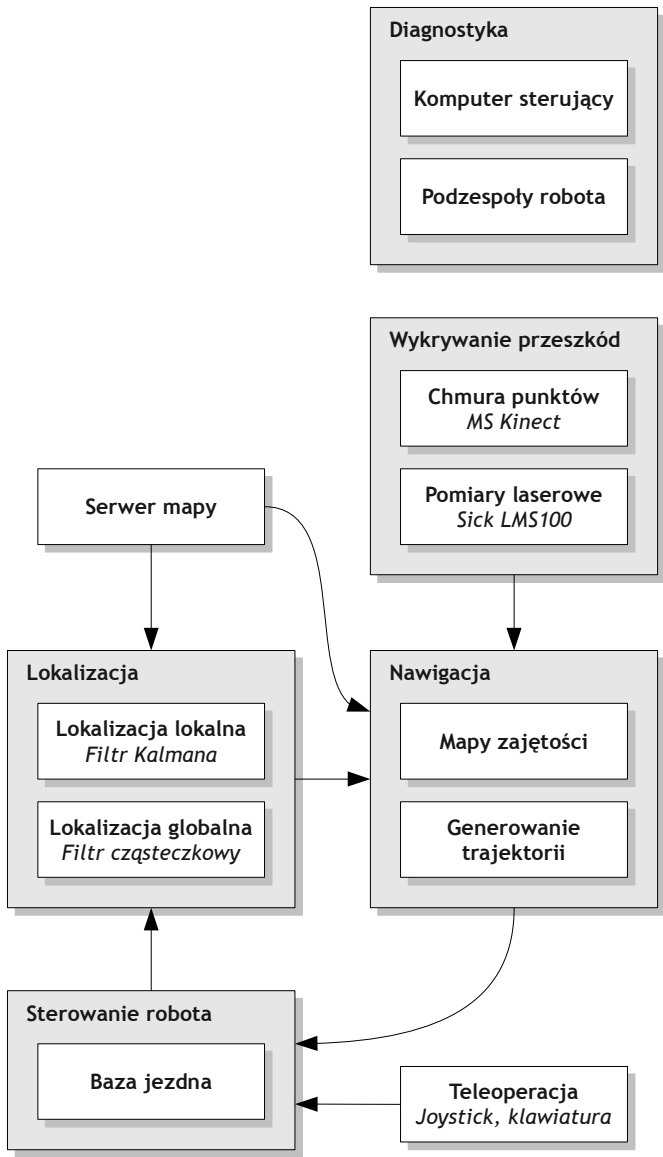 Diagnostyka
Komputer sterujący
Podzespoły robota
Wykrywanie przeszkód
Chmura punktów
MS Kinect
Pomiary laserowe
Sick LMS100
Serwer mapy
Lokalizacja
Lokalizacja lokalna
Filtr Kalmana
Lokalizacja globalna
Filtr cząsteczkowy
Nawigacja
Mapy zajętości
Generowanie
trajektorii
Sterowanie robota
Baza jezdna
Teleoperacja
Joystick, klawiatura